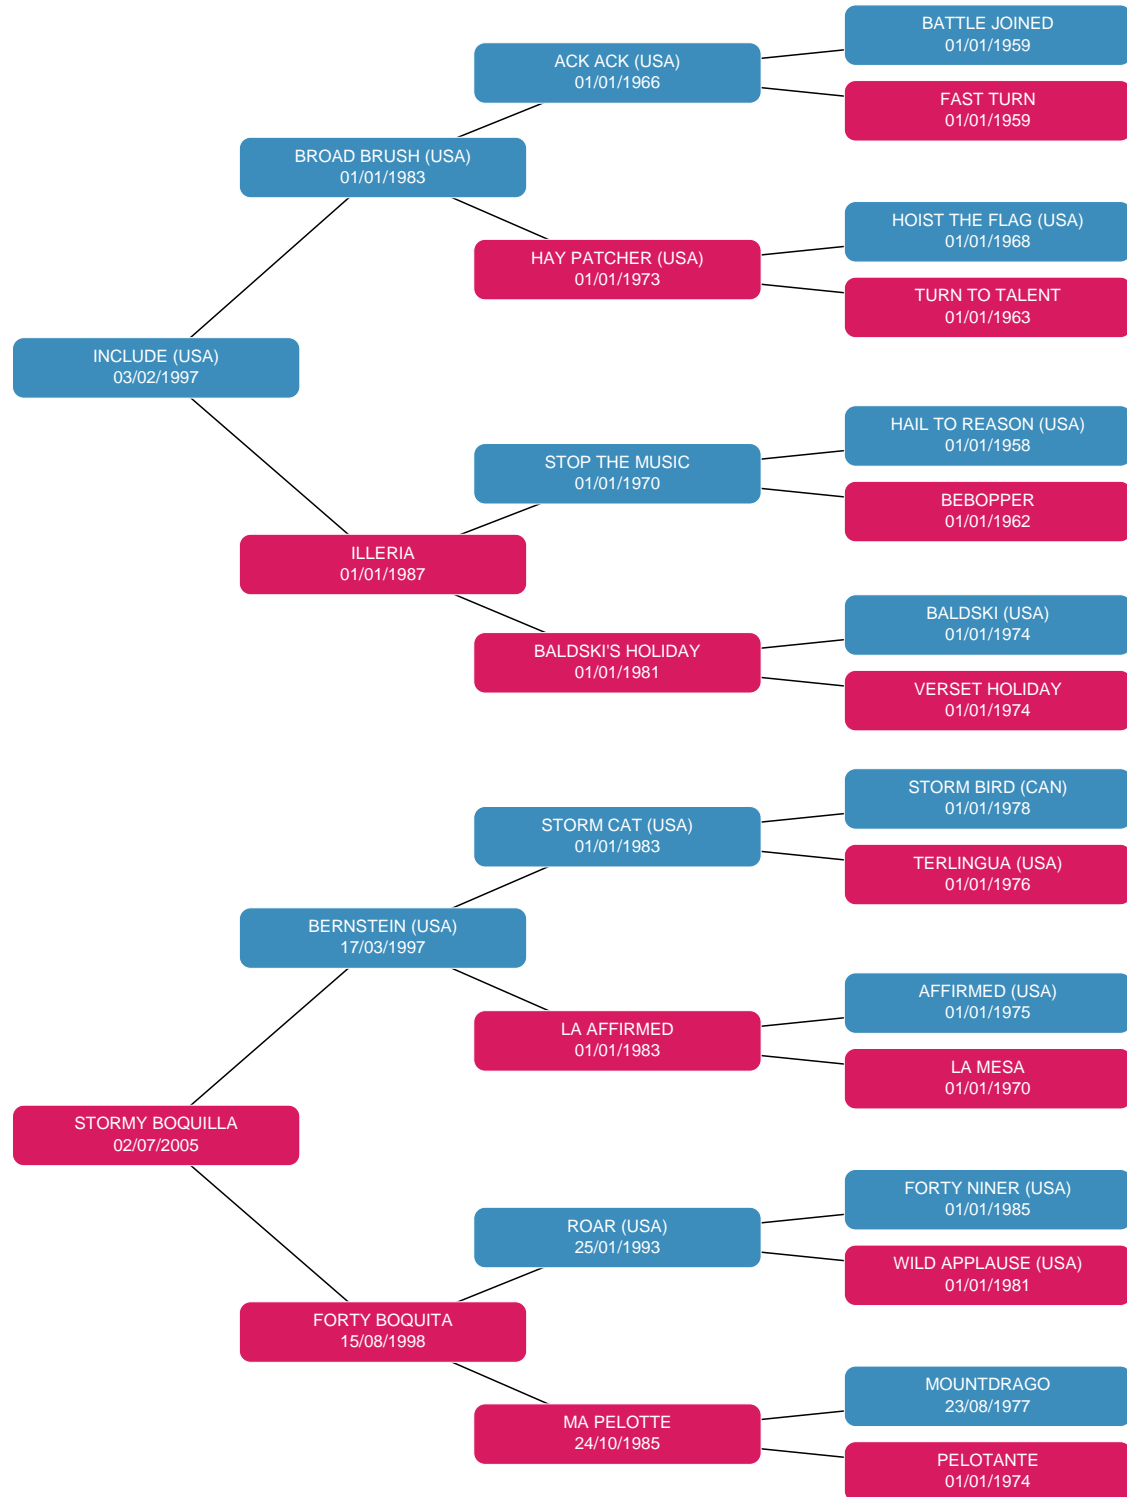 BATTLE JOINED
01/01/1959
ACK ACK (USA)
01/01/1966
FAST TURN
01/01/1959
BROAD BRUSH (USA)
01/01/1983
HOIST THE FLAG (USA)
01/01/1968
HAY PATCHER (USA)
01/01/1973
TURN TO TALENT
01/01/1963
INCLUDE (USA)
03/02/1997
HAIL TO REASON (USA)
01/01/1958
STOP THE MUSIC
01/01/1970
BEBOPPER
01/01/1962
ILLERIA
01/01/1987
BALDSKI (USA)
01/01/1974
BALDSKI'S HOLIDAY
01/01/1981
VERSET HOLIDAY
01/01/1974
STORM BIRD (CAN)
01/01/1978
STORM CAT (USA)
01/01/1983
TERLINGUA (USA)
01/01/1976
BERNSTEIN (USA)
17/03/1997
AFFIRMED (USA)
01/01/1975
LA AFFIRMED
01/01/1983
LA MESA
01/01/1970
STORMY BOQUILLA
02/07/2005
FORTY NINER (USA)
01/01/1985
ROAR (USA)
25/01/1993
WILD APPLAUSE (USA)
01/01/1981
FORTY BOQUITA
15/08/1998
MOUNTDRAGO
23/08/1977
MA PELOTTE
24/10/1985
PELOTANTE
01/01/1974